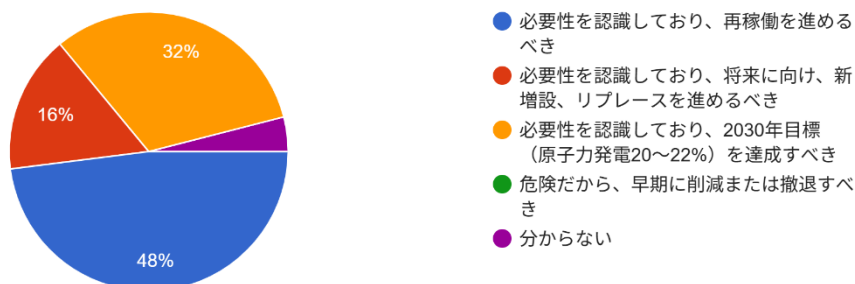 32%
16%
48%
必要性を認識しており、再稼働を進める
べき
必要性を認識しており、将来に向け、新
増設、リプレースを進めるべき
必要性を認識しており、2030年目標
（原子力発電20〜22%）を達成すべき
危険だから、早期に削減または撤退すべ
き
分からない